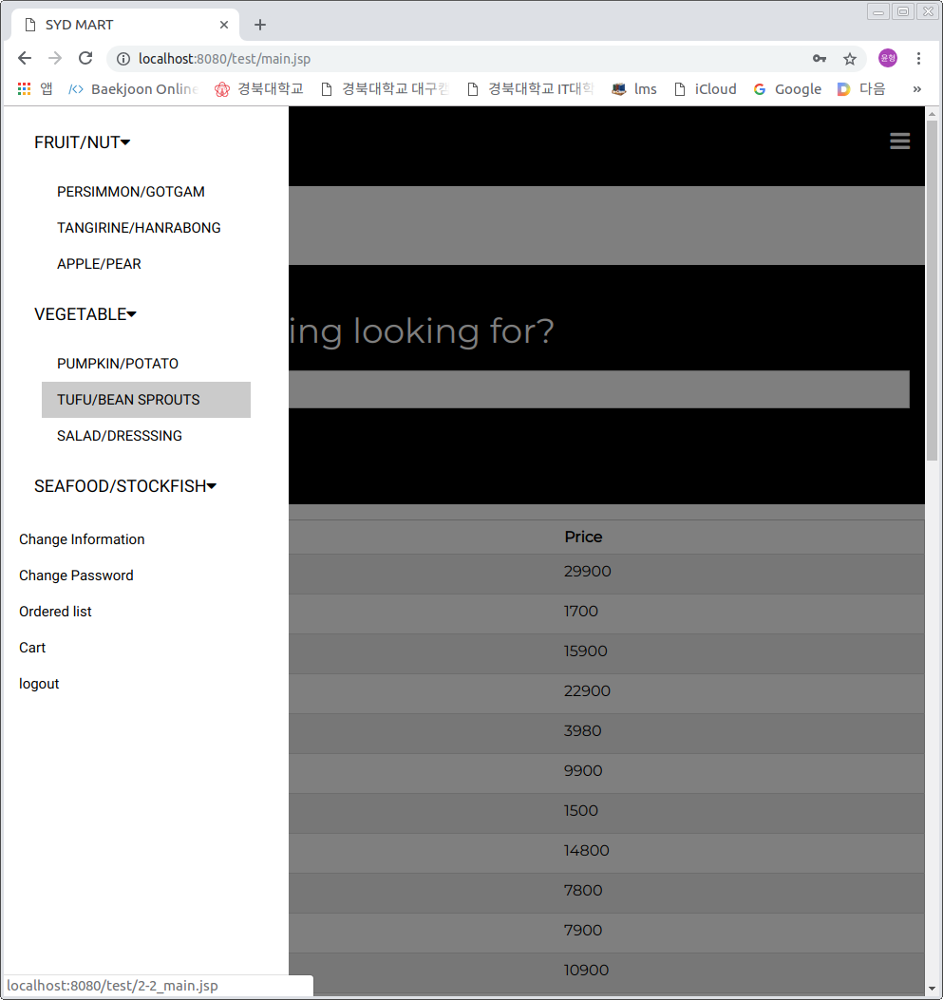 SYD MART
localhost:8080/test/main.jsp
윤형
앱 Baekjoon Online 경북대학교 경북대학교 대구캠 경북대학교 IT대학 lms iCloud Google 다음 »
FRUIT/NUT
PERSIMMON/GOTGAM
TANGIRINE/HANRABONG
APPLE/PEAR
VEGETABLE
PUMPKIN/POTATO
TUFU/BEAN SPROUTS
SALAD/DRESSSING
SEAFOOD/STOCKFISH
Change Information
Change Password
Ordered list
Cart
logout
ing looking for?
Price
29900
1700
15900
22900
3980
9900
1500
14800
7800
7900
10900
localhost:8080/test/2-2_main.jsp